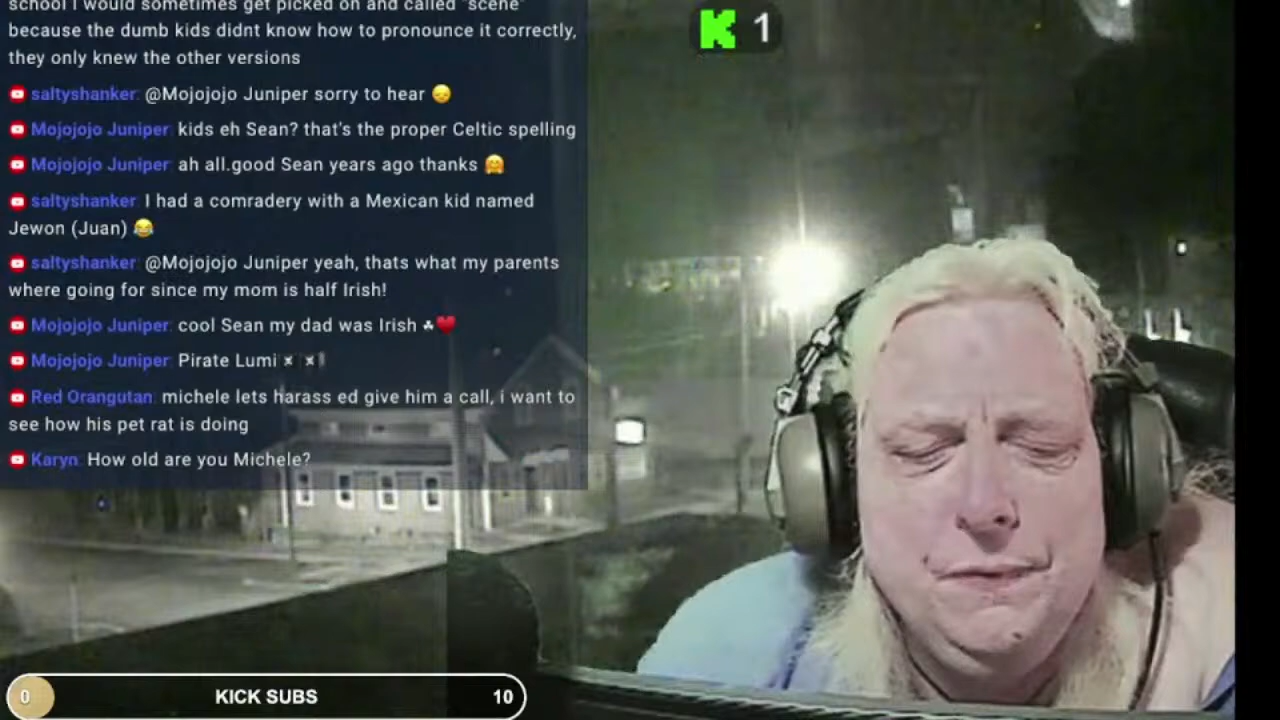 school I would sometimes get picked on and called "scene"
because the dumb kids didnt know how to pronounce it correctly,
they only knew the other versions
saltyshanker: @Mojojojo Juniper sorry to hear 😔
Mojojojo Juniper: kids eh Sean? that's the proper Celtic spelling
Mojojojo Juniper: ah all.good Sean years ago thanks 🤗
saltyshanker: I had a comradery with a Mexican kid named
Jewon (Juan) 😂
saltyshanker: @Mojojojo Juniper yeah, thats what my parents
where going for since my mom is half Irish!
Mojojojo Juniper: cool Sean my dad was Irish ☘❤️
Mojojojo Juniper: Pirate Lumi
Red Orangutan: michele lets harass ed give him a call, i want to
see how his pet rat is doing
Karyn: How old are you Michele?
K 1
0 KICK SUBS 10